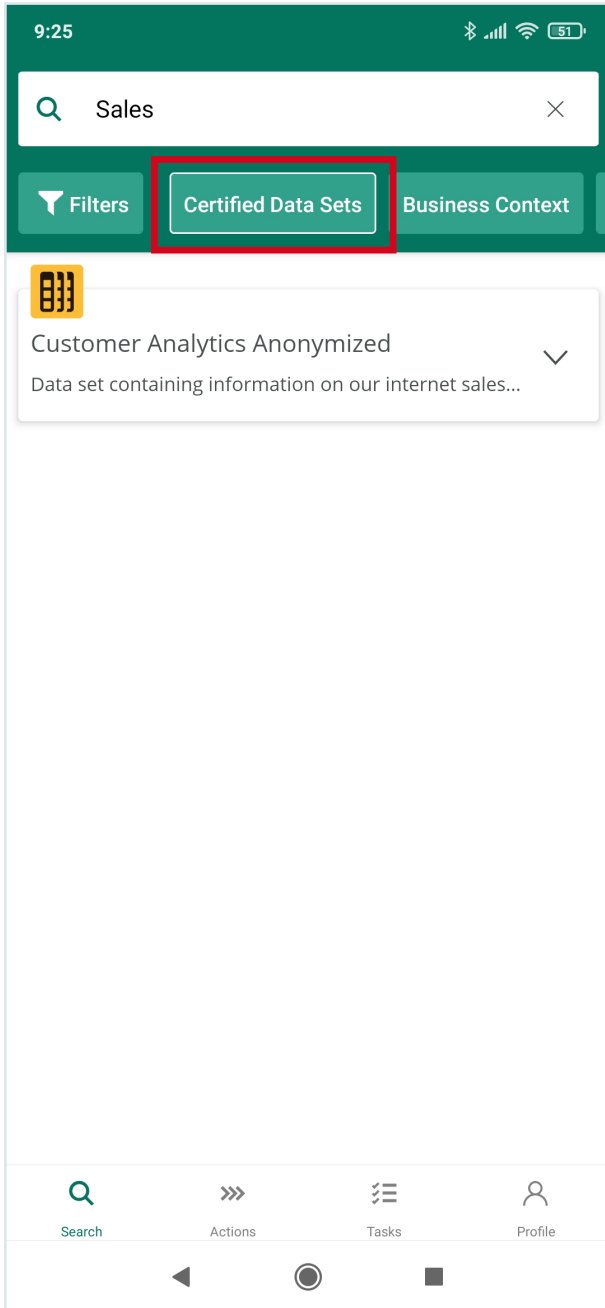 9:25
51
Sales
Filters
Certified Data Sets
Business Context
Customer Analytics Anonymized
Data set containing information on our internet sales...
Search
Actions
Tasks
Profile